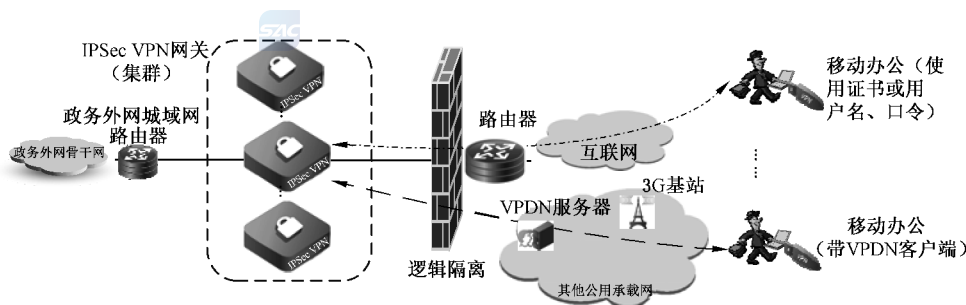 SAC
IPSec VPN网关
（集群）
IPSec VPN
政务外网城域网
路由器
政务外网骨干网
IPSec VPN
IPSec VPN
路由器
互联网
移动办公（使
用证书或用
户名、口令）
3G基站
VPDN服务器
移动办公
（带VPDN客户端）
逻辑隔离
其他公用承载网